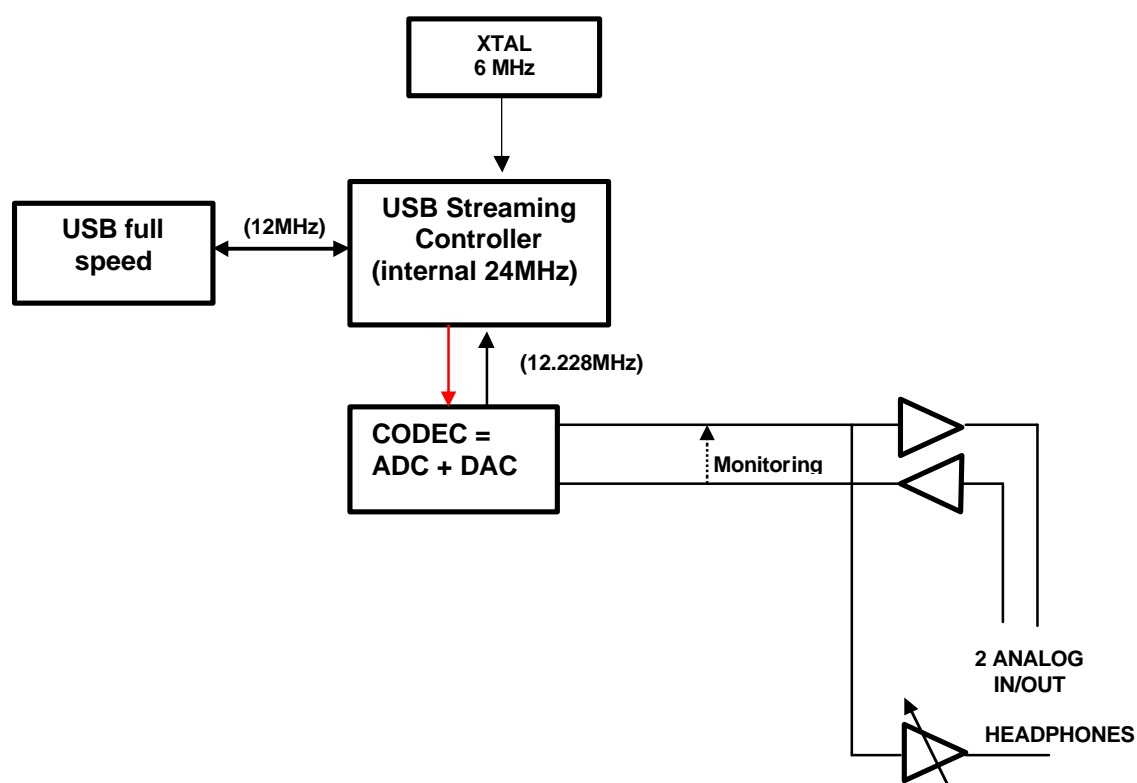 XTAL
6 MHz
USB Streaming
Controller
(internal 24MHz)
USB full
speed
(12MHz)
(12.228MHz)
CODEC =
ADC + DAC
Monitoring
2 ANALOG
IN/OUT
HEADPHONES